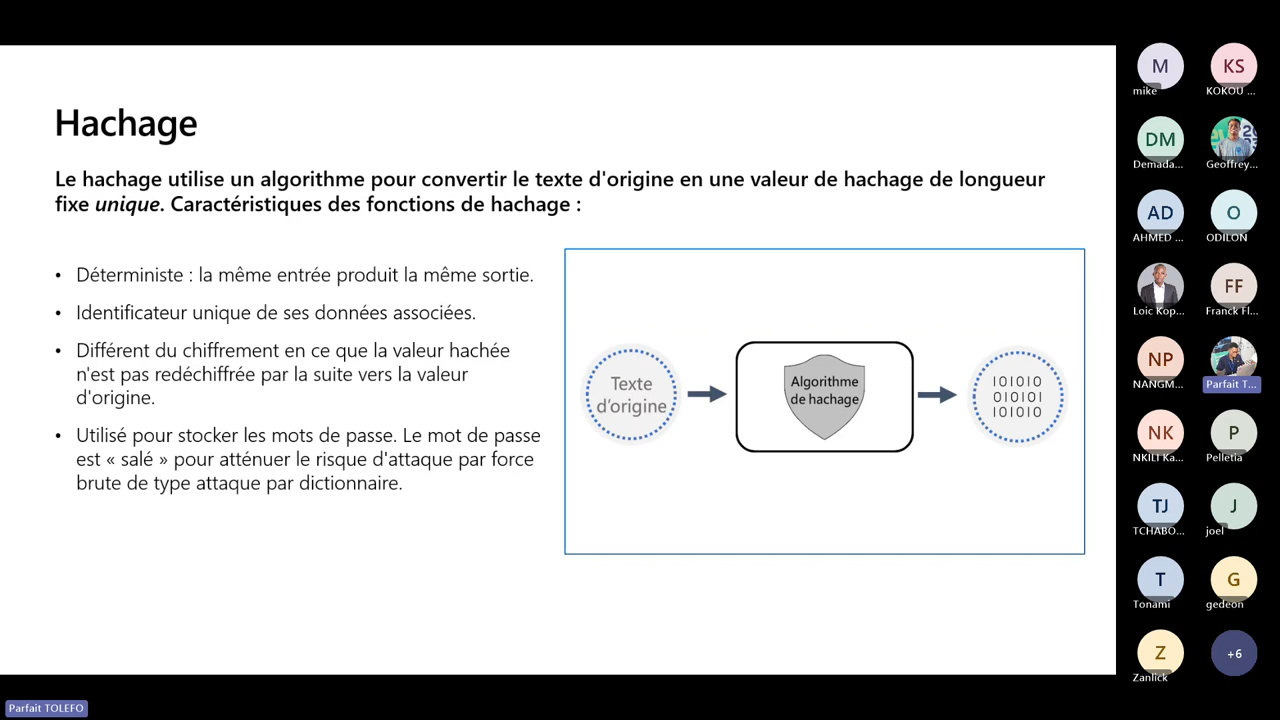 Hachage
Le hachage utilise un algorithme pour convertir le texte d'origine en une valeur de hachage de longueur
fixe unique. Caractéristiques des fonctions de hachage :
• Déterministe : la même entrée produit la même sortie.
• Identificateur unique de ses données associées.
• Différent du chiffrement en ce que la valeur hachée
n'est pas redéchiffrée par la suite vers la valeur
d'origine.
• Utilisé pour stocker les mots de passe. Le mot de passe
est « salé » pour atténuer le risque d'attaque par force
brute de type attaque par dictionnaire.
Texte
d'origine
Algorithme
de hachage
101010
010101
101010
M
mike
KS
KOKOU ...
DM
Demada...
Geoffrey...
AD
AHMED ...
O
ODILON
Loic Kop...
FF
Franck Fl...
NP
NANGM...
Parfait T...
NK
NKILI Ka...
P
Pelletia
TJ
TCHABO...
J
joel
T
Tonami
G
gedeon
Z
Zanlick
+6
Parfait TOLEFO